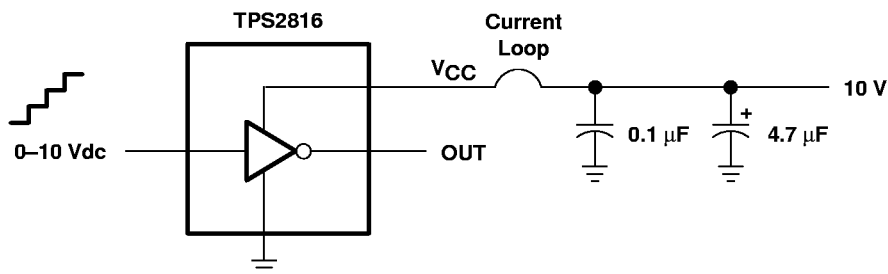 TPS2816
Current
Loop
VCC
10 V
0.1 μF
+
4.7 μF
0–10 Vdc
OUT